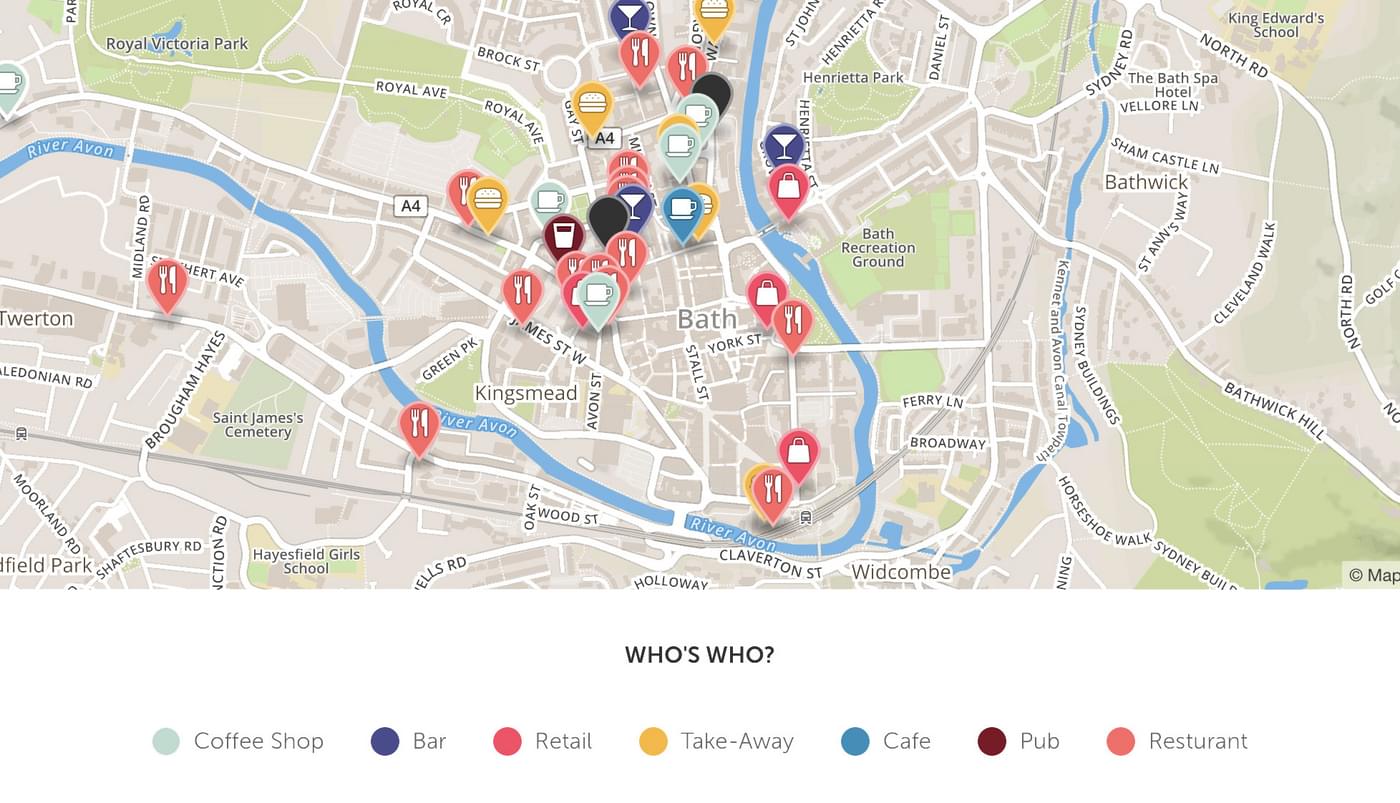 ROYAL CR
Royal Victoria Park
BROCK ST
ROYAL AVE
ROYAL AVE
GAY ST
A4
ST JOHN
HENRIETTA R
DANIEL ST
King Edward's
School
NORTH RD
SYDNEY RD
Henrietta Park
The Bath Spa
Hotel
VELLORE LN
River Avon
SHAM CASTLE LN
Bathwick
A4
MIDLAND RD
ST ANN'S WAY
CLEVELAND WALK
Bath
Recreation
Ground
NORTH RD
GOLF C
Kennet and Avon Canal Towpath
SYDNEY BUILDINGS
Twerton
Bath
JAMES ST W
YORK ST
STALL ST
GREEN PK
BROUGHAM HAYES
ALEDONIAN RD
Kingsmead
AVON ST
FERRY LN
BATHWICK HILL
Saint James's
Cemetery
River Avon
BROADWAY
MOORLAND RD
OAK ST
WOOD ST
River Avon
HORSESHOE WALK
SYDNEY BUILD
SHAFTESBURY RD
NCTION RD
Hayesfield Girls
School
ELLS RD
CLAVERTON ST
HOLLOWAY
Widcombe
dfield Park
NING
© Map
WHO'S WHO?
Coffee Shop Bar Retail Take-Away Cafe Pub Resturant